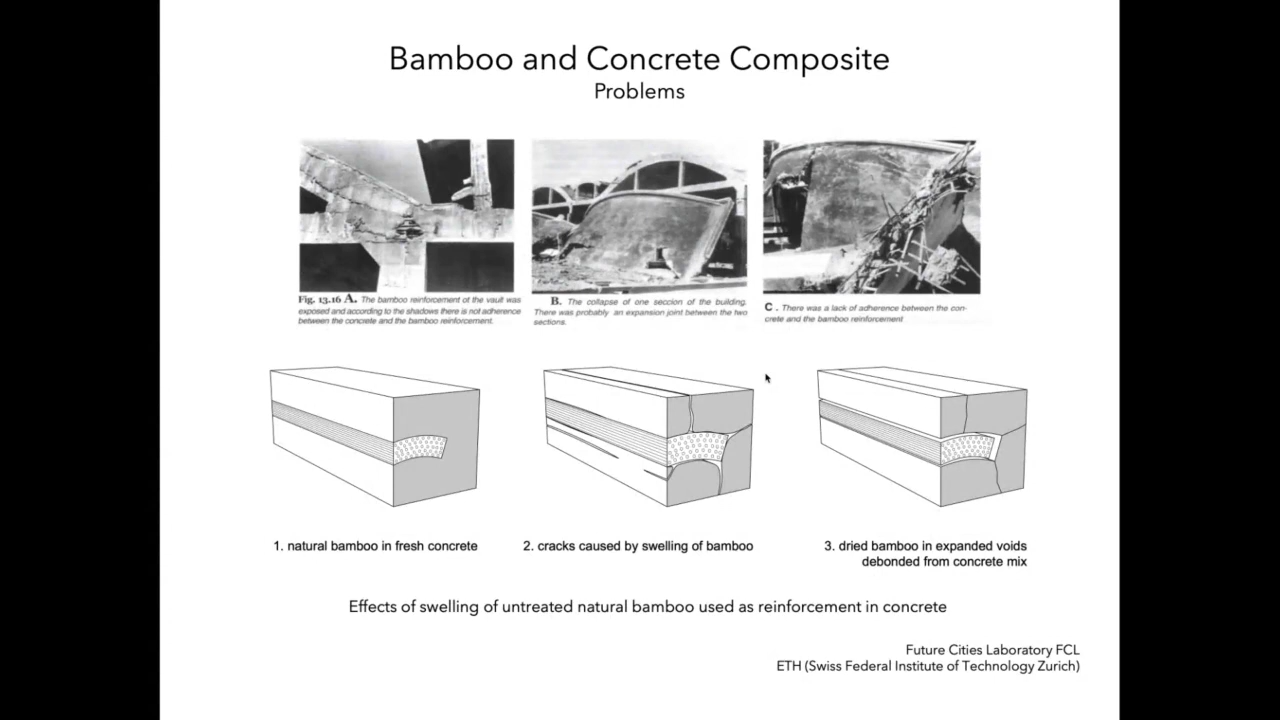 Bamboo and Concrete Composite
Problems
Fig. 13.16 A. The bamboo reinforcement of the vault was
exposed and according to the shadows there is not adherence
between the concrete and the bamboo reinforcement.
B. The collapse of one seccion of the building.
There was probably an expansion joint between the two
sections.
C. There was a lack of adherence between the con-
crete and the bamboo reinforcement
1. natural bamboo in fresh concrete
2. cracks caused by swelling of bamboo
3. dried bamboo in expanded voids
debonded from concrete mix
Effects of swelling of untreated natural bamboo used as reinforcement in concrete
Future Cities Laboratory FCL
ETH (Swiss Federal Institute of Technology Zurich)